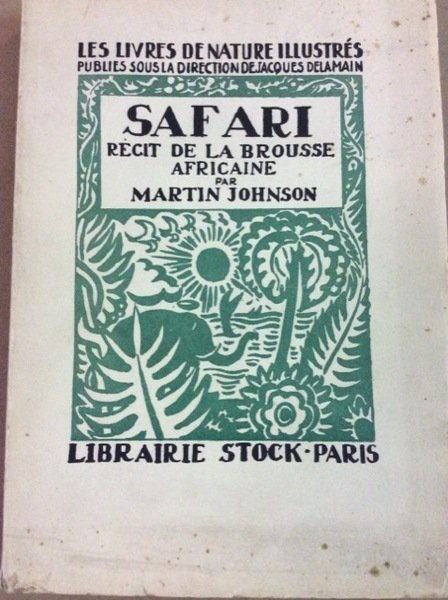 LES LIVRES DE NATURE ILLUSTRÉS
PUBLIES SOUS LA DIRECTION DE JACQUES DELAMAIN
SAFARI
RÉCIT DE LA BROUSSE
AFRICAINE
PAR
MARTIN JOHNSON
LIBRAIRIE STOCK·PARIS